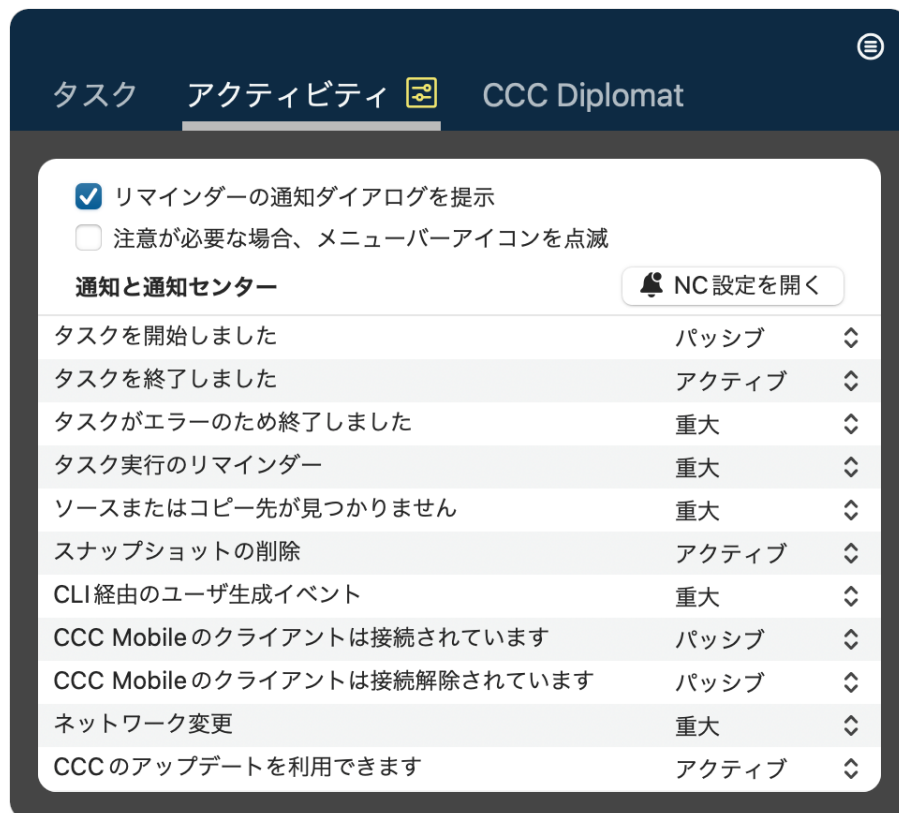 タスク アクティビティ CCC Diplomat
リマインダーの通知ダイアログを提示
注意が必要な場合、メニューバーアイコンを点滅
通知と通知センター NC設定を開く
タスクを開始しました パッシブ
タスクを終了しました アクティブ
タスクがエラーのため終了しました 重大
タスク実行のリマインダー 重大
ソースまたはコピー先が見つかりません 重大
スナップショットの削除 アクティブ
CLI経由のユーザ生成イベント 重大
CCC Mobileのクライアントは接続されています パッシブ
CCC Mobileのクライアントは接続解除されています パッシブ
ネットワーク変更 重大
CCCのアップデートを利用できます アクティブ